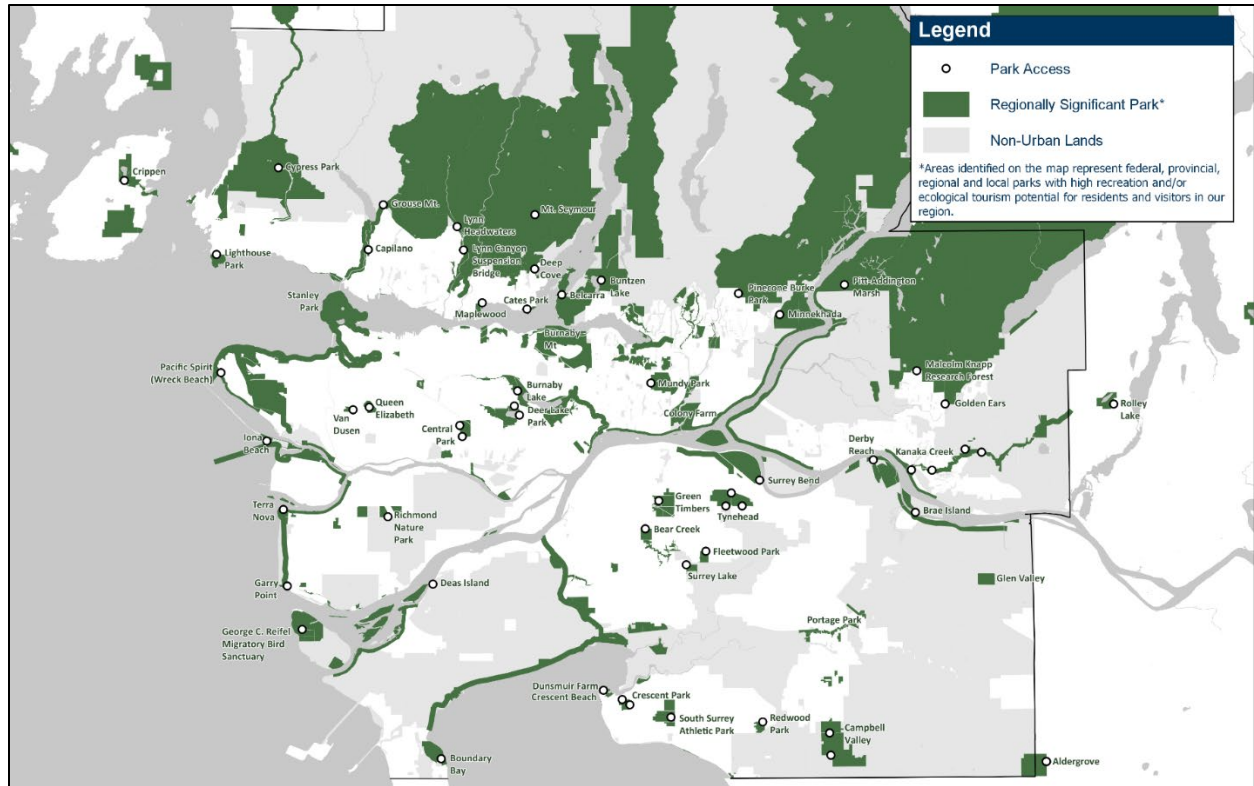 Legend
Park Access
Regionally Significant Park*
Non-Urban Lands
*Areas identified on the map represent federal, provincial,
regional and local parks with high recreation and/or
ecological tourism potential for residents and visitors in our
region.
Crippen
Cypress Park
Grouse Mt.
Mt. Seymour
Lynn
Headwaters
Lighthouse
Park
Capilano
Lynn Canyon
Suspension
Bridge
Deep
Cove
Buntzen
Lake
Pitt-Addington
Marsh
Stanley
Park
Maplewood
Cates Park
Belcarra
Pinecone Burke
Park
Minnekhada
Burnaby
Mt
Pacific Spirit
(Wreck Beach)
Mundy Park
Malcolm Knapp
Research Forest
Van
Dusen
Queen
Elizabeth
Burnaby
Lake
Deer Lake
Park
Colony Farm
Golden Ears
Rolley
Lake
Central
Park
Iona
Beach
Derby
Reach
Kanaka Creek
Surrey Bend
Terra
Nova
Richmond
Nature
Park
Green
Timbers
Tynehead
Brae Island
Bear Creek
Fleetwood Park
Surrey Lake
Glen Valley
Garry
Point
Deas Island
George C. Reifel
Migratory Bird
Sanctuary
Portage Park
Dunsmuir Farm
Crescent Beach
Crescent Park
South Surrey
Athletic Park
Redwood
Park
Campbell
Valley
Boundary
Bay
Aldergrove